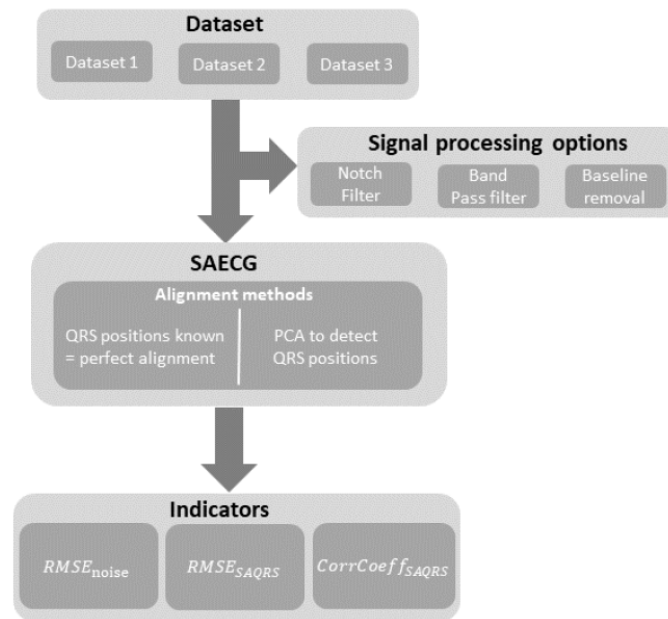 Dataset
Dataset 1
Dataset 2
Dataset 3
Signal processing options
Notch
Filter
Band
Pass filter
Baseline
removal
SAECG
Alignment methods
QRS positions known
= perfect alignment
PCA to detect
QRS positions
Indicators
RMSEnoise
RMSESAQRS
CorrCoeffSAQRS